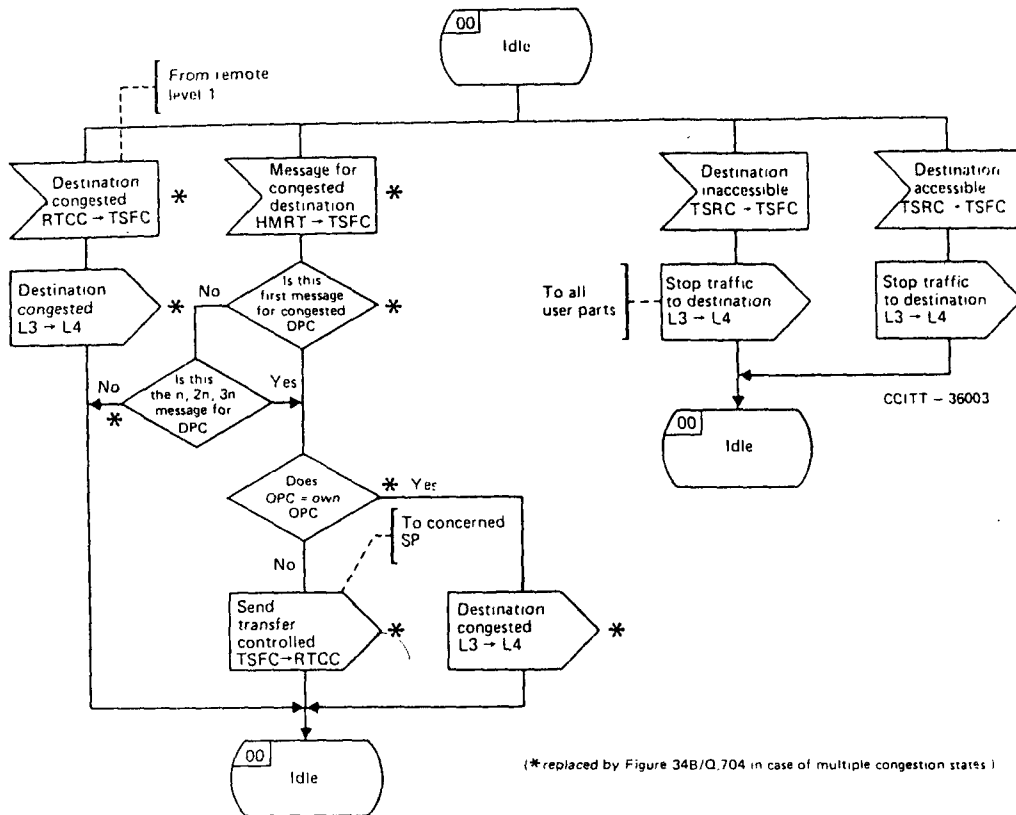 00
Idle
From remote
level 1
Destination
congested
RTCC → TSFC
*
Message for
congested
destination
HMRT → TSFC
*
Destination
inaccessible
TSRC → TSFC
Destination
accessible
TSRC - TSFC
Destination
congested
L3 → L4
*
No
Is this
first message
for congested
DPC
*
To all
user parts
Stop traffic
to destination
L3 → L4
Stop traffic
to destination
L3 → L4
No
*
Is this
the n, 2n, 3n
message for
DPC
Yes
CCITT – 36003
00
Idle
Does
OPC = own
OPC
* Yes
To concerned
SP
No
Send
transfer
controlled
TSFC→RTCC
*
Destination
congested
L3 → L4
*
00
Idle
(* replaced by Figure 34B/Q.704 in case of multiple congestion states)